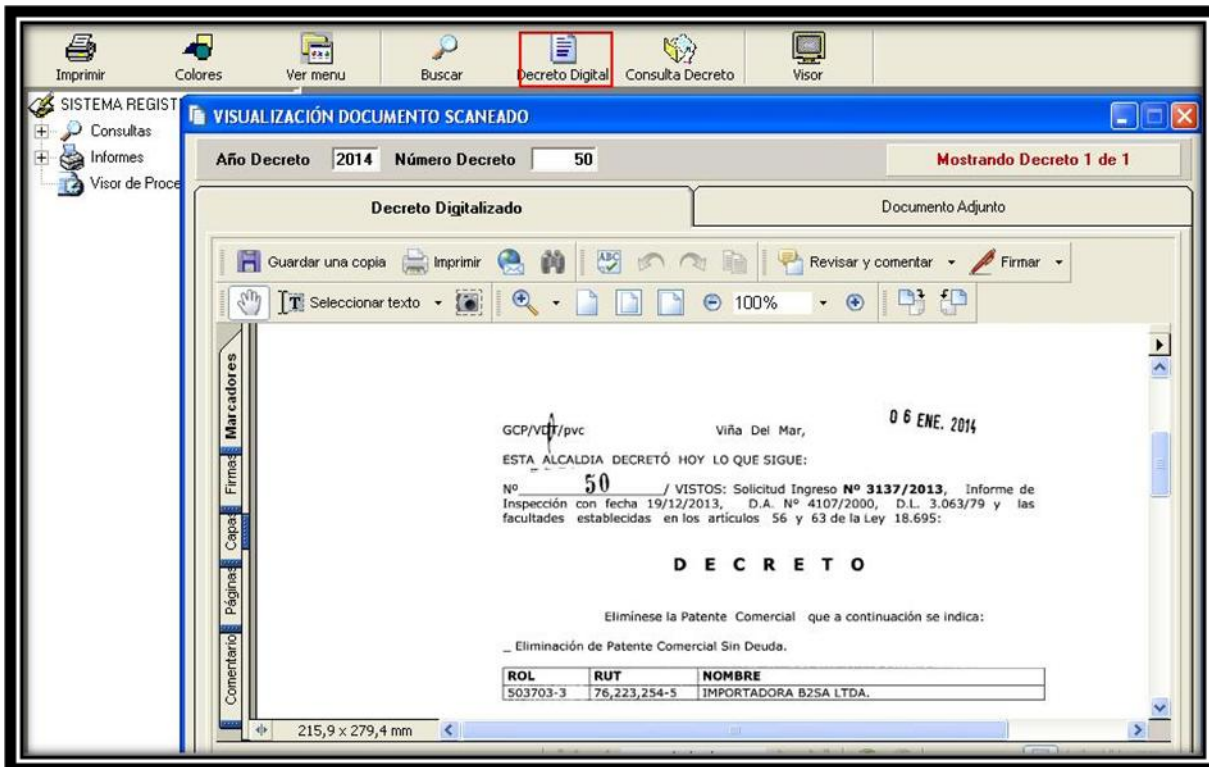 Imprimir Colores Ver menu Buscar Decreto Digital Consulta Decreto Visor
SISTEMA REGIST
Consultas
Informes
Visor de Proce
VISUALIZACIÓN DOCUMENTO SCANEADO
Año Decreto 2014 Número Decreto 50 Mostrando Decreto 1 de 1
Decreto Digitalizado Documento Adjunto
Guardar una copia Imprimir ABC Revisar y comentar Firmar
Seleccionar texto 100%
Marcadores
Firmas
Capas
Páginas
Comentario
GCP/VDT/pvc Viña Del Mar, 06 ENE. 2014
ESTA ALCALDIA DECRETÓ HOY LO QUE SIGUE:
Nº 50 / VISTOS: Solicitud Ingreso Nº 3137/2013, Informe de
Inspección con fecha 19/12/2013, D.A. Nº 4107/2000, D.L. 3.063/79 y las
facultades establecidas en los artículos 56 y 63 de la Ley 18.695:
D E C R E T O
Elimínese la Patente Comercial que a continuación se indica:
_ Eliminación de Patente Comercial Sin Deuda.
ROL RUT NOMBRE
503703-3 76,223,254-5 IMPORTADORA B2SA LTDA.
215,9 x 279,4 mm